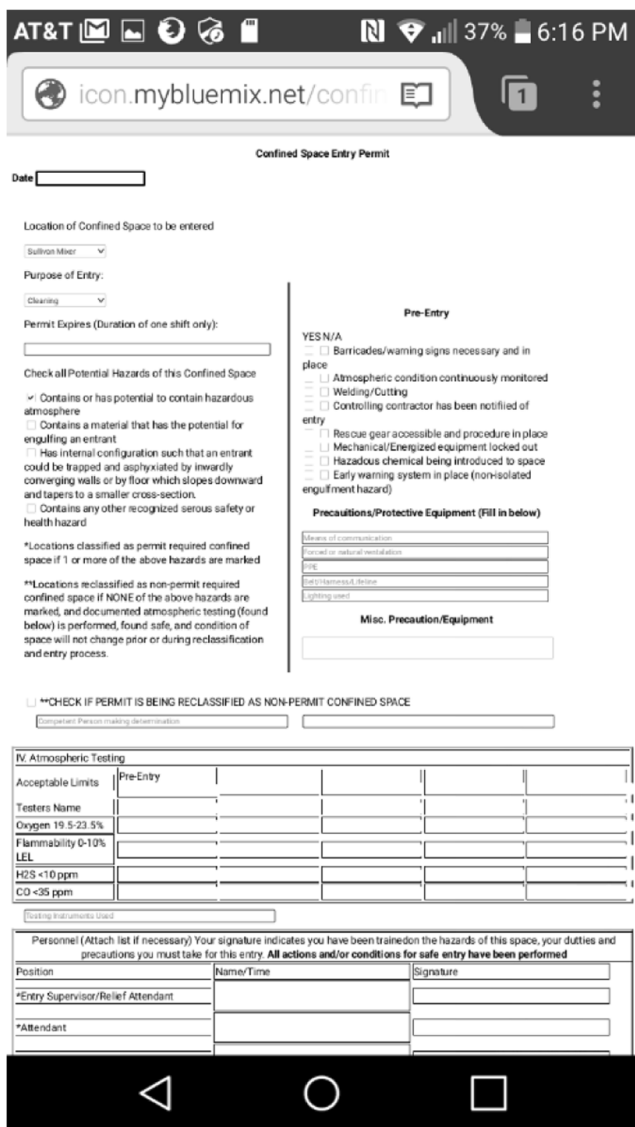 AT&T 37% 6:16 PM
icon.mybluemix.net/confin 1
Confined Space Entry Permit
Date
Location of Confined Space to be entered
Sullivan Mixer
Purpose of Entry:
Cleaning
Permit Expires (Duration of one shift only):
Check all Potential Hazards of this Confined Space
Contains or has potential to contain hazardous
atmosphere
Contains a material that has the potential for
engulfing an entrant
Has internal configuration such that an entrant
could be trapped and asphyxiated by inwardly
converging walls or by floor which slopes downward
and tapers to a smaller cross-section.
Contains any other recognized serous safety or
health hazard
*Locations classified as permit required confined
space if 1 or more of the above hazards are marked
**Locations reclassified as non-permit required
confined space if NONE of the above hazards are
marked, and documented atmospheric testing (found
below) is performed, found safe, and condition of
space will not change prior or during reclassification
and entry process.
Pre-Entry
YES N/A
Barricades/warning signs necessary and in
place
Atmospheric condition continuously monitored
Welding/Cutting
Controlling contractor has been notifiied of
entry
Rescue gear accessible and procedure in place
Mechanical/Energized equipment locked out
Hazadous chemical being introduced to space
Early warning system in place (non-isolated
engulfment hazard)
Precautions/Protective Equipment (Fill in below)
Means of communication
Forced or natural ventalation
PPE
Belt/Harness/Lifeline
Lighting used
Misc. Precaution/Equipment
**CHECK IF PERMIT IS BEING RECLASSIFIED AS NON-PERMIT CONFINED SPACE
Competent Person making determination
IV. Atmospheric Testing
Acceptable Limits Pre-Entry
Testers Name
Oxygen 19.5-23.5%
Flammability 0-10%
LEL
H2S <10 ppm
CO <35 ppm
Testing Instruments Used
Personnel (Attach list if necessary) Your signature indicates you have been trainedon the hazards of this space, your duties and
precautions you must take for this entry. All actions and/or conditions for safe entry have been performed
Position Name/Time Signature
*Entry Supervisor/Relief Attendant
*Attendant